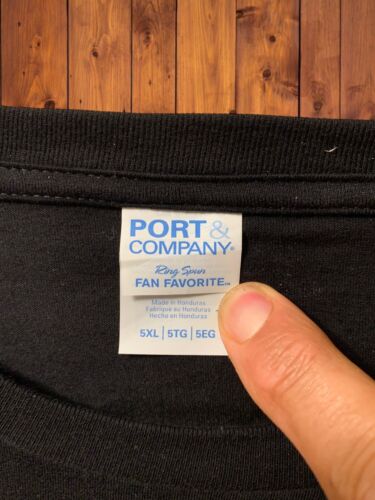 PORT &
COMPANY®
Ring Spun
FAN FAVORITE™
Made in Honduras
Fabriqué au Honduras
Hecho en Honduras
5XL | 5TG | 5EG